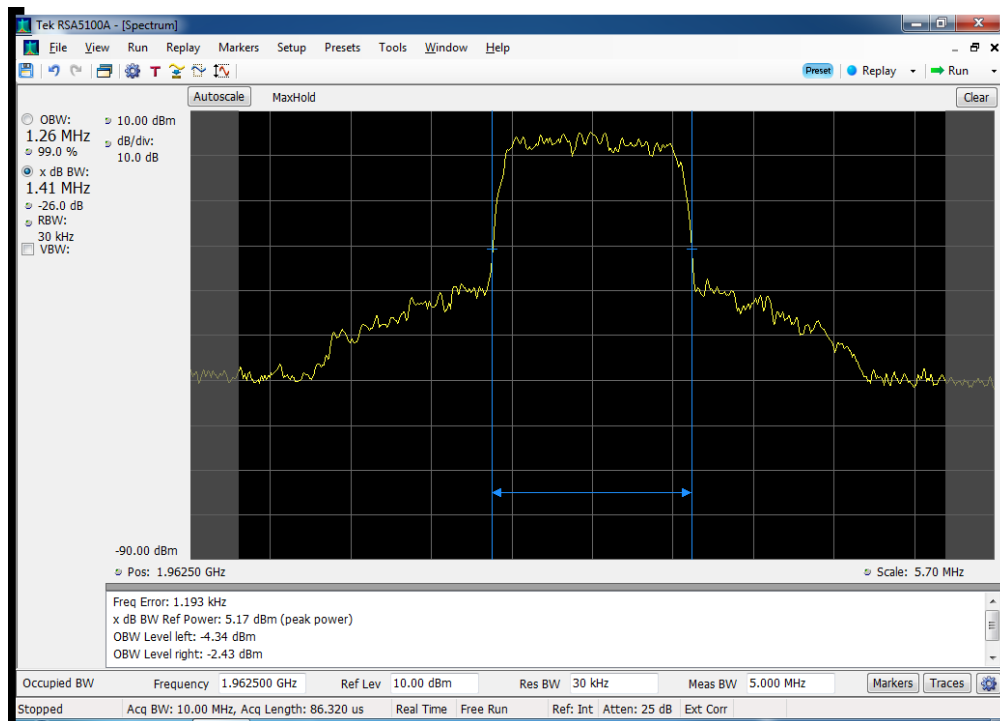 Tek RSA5100A - [Spectrum]
File View Run Replay Markers Setup Presets Tools Window Help
T Preset Replay Run
Autoscale MaxHold Clear
OBW:
1.26 MHz
99.0 %
x dB BW:
1.41 MHz
-26.0 dB
RBW:
30 kHz
VBW:
10.00 dBm
dB/div:
10.0 dB
-90.00 dBm
Pos: 1.96250 GHz Scale: 5.70 MHz
Freq Error: 1.193 kHz
x dB BW Ref Power: 5.17 dBm (peak power)
OBW Level left: -4.34 dBm
OBW Level right: -2.43 dBm
Occupied BW Frequency 1.962500 GHz Ref Lev 10.00 dBm Res BW 30 kHz Meas BW 5.000 MHz Markers Traces
Stopped Acq BW: 10.00 MHz, Acq Length: 86.320 us Real Time Free Run Ref: Int Atten: 25 dB Ext Corr